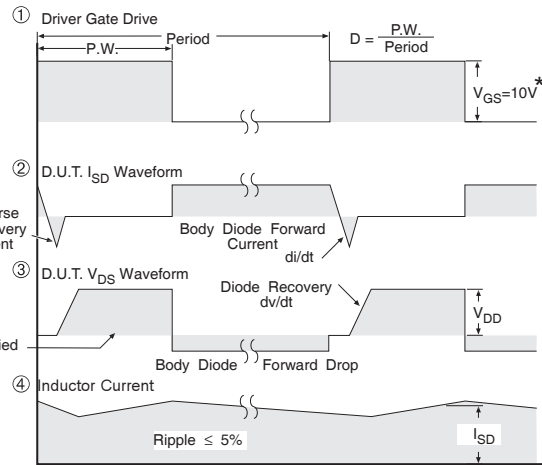 ① Driver Gate Drive
P.W.
Period
D = P.W.
Period
VGS=10V*
② D.U.T. ISD Waveform
Body Diode Forward
Current
di/dt
③ D.U.T. VDS Waveform
Diode Recovery
dv/dt
VDD
Body Diode Forward Drop
④ Inductor Current
Ripple ≤ 5%
ISD